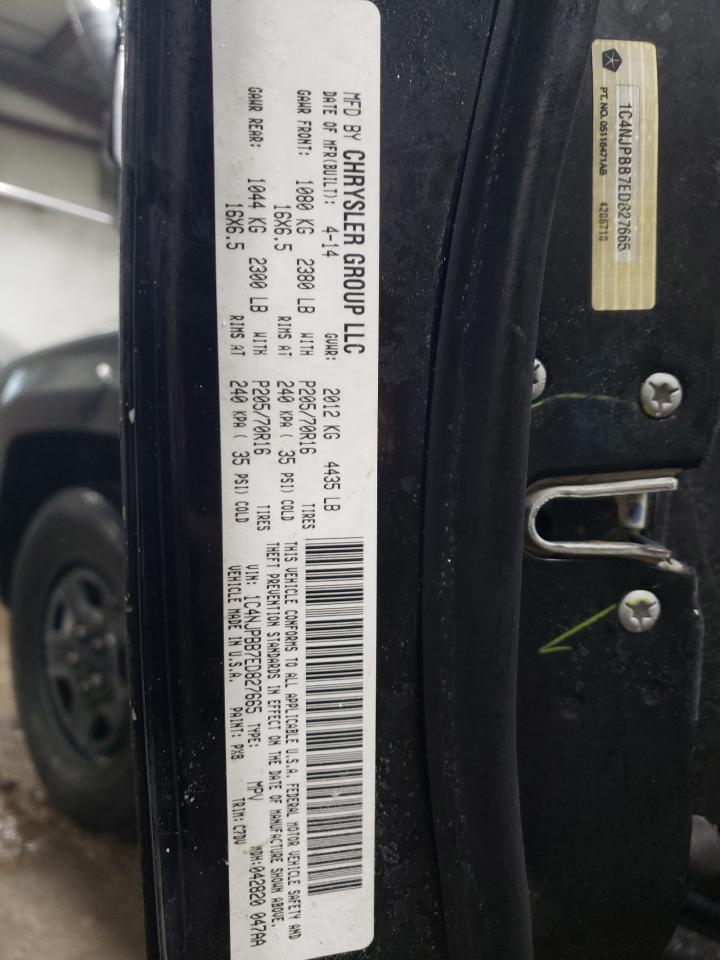 MFD BY CHRYSLER GROUP LLC
DATE OF MFR(BUILT): 4-14 GVWR: 2012 KG 4435 LB
GAWR FRONT: 1080 KG 2380 LB WITH P205/70R16 TIRES
16X6.5 RIMS AT 240 KPA ( 35 PSI) COLD
GAWR REAR: 1044 KG 2300 LB WITH P205/70R16 TIRES
16X6.5 RIMS AT 240 KPA ( 35 PSI) COLD
THIS VEHICLE CONFORMS TO ALL APPLICABLE U.S.A. FEDERAL MOTOR VEHICLE SAFETY AND
THEFT PREVENTION STANDARDS IN EFFECT ON THE DATE OF MANUFACTURE SHOWN ABOVE.
VIN: 1C4NJPBB7ED827665 TYPE: MPV MDH:042820 047AA
VEHICLE MADE IN U.S.A. PAINT: PX8 TRIM: C7DV
1C4NJPBB7ED827665
PT. NO. 05116471AB 4206710